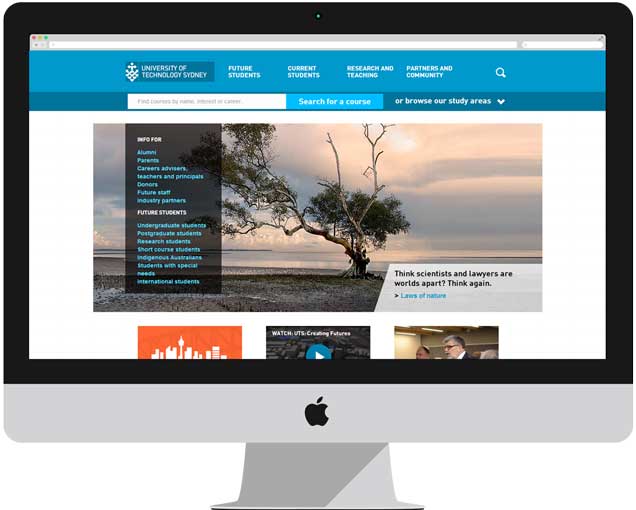 UNIVERSITY OF
TECHNOLOGY SYDNEY
FUTURE
STUDENTS
CURRENT
STUDENTS
RESEARCH AND
TEACHING
PARTNERS AND
COMMUNITY
Find courses by name, interest in career.
Search for a course
or browse our study areas
INFO FOR
Alumni
Parents
Careers advisers,
teachers and principals
Donors
Future staff
Industry partners
FUTURE STUDENTS
Undergraduate students
Postgraduate students
Research students
Short course students
Indigenous Australians
Students with special
needs
International students
Think scientists and lawyers are
worlds apart? Think again.
> Laws of nature
WATCH: UTS: Creating Futures